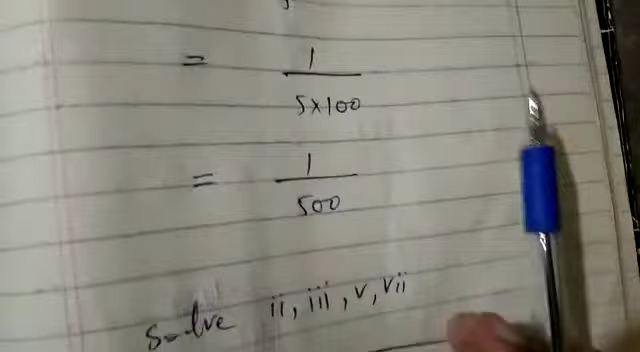 = 1
5×100
= 1
500
Solve ii, iii, v, vii